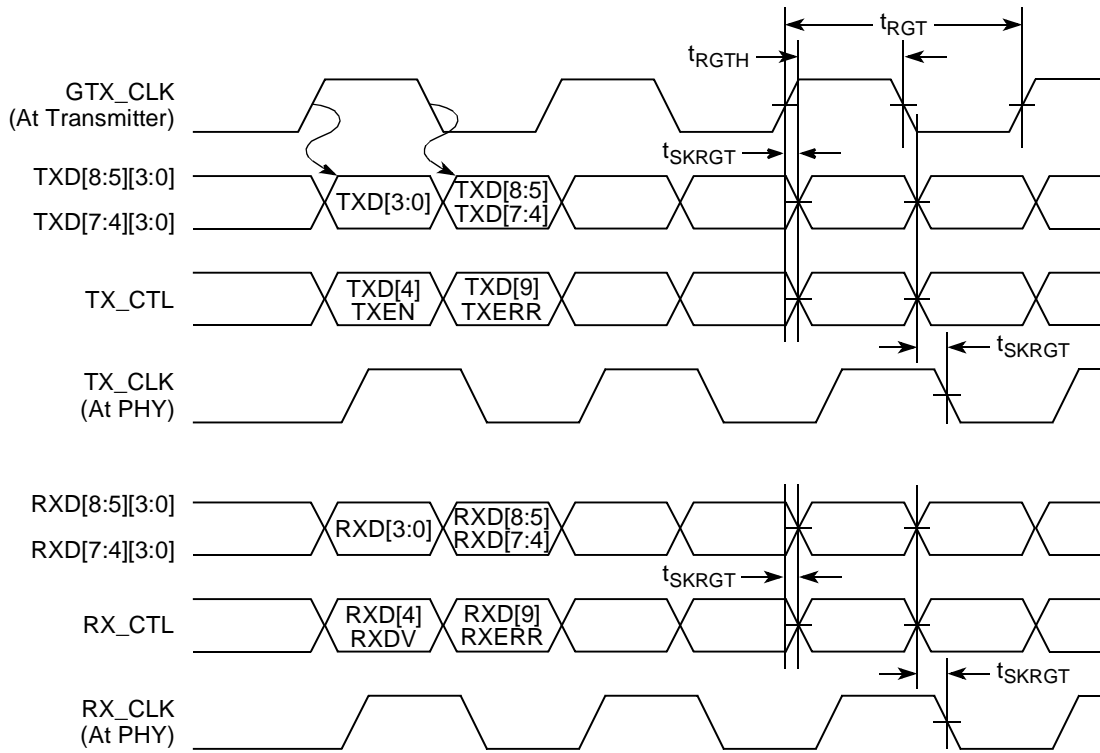 tRGT
tRGTH
GTX_CLK
(At Transmitter)
tSKRGT
TXD[8:5][3:0]
TXD[7:4][3:0]
TXD[3:0]
TXD[8:5]
TXD[7:4]
TX_CTL
TXD[4]
TXEN
TXD[9]
TXERR
tSKRGT
TX_CLK
(At PHY)
RXD[8:5][3:0]
RXD[7:4][3:0]
RXD[3:0]
RXD[8:5]
RXD[7:4]
tSKRGT
RX_CTL
RXD[4]
RXDV
RXD[9]
RXERR
tSKRGT
RX_CLK
(At PHY)